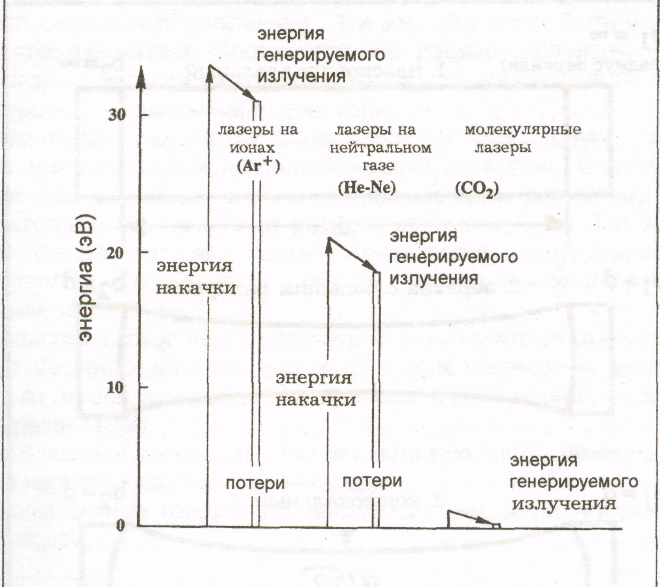 энергия
генерируемого
излучения
30
лазеры на
ионах
(Ar+)
лазеры на
нейтральном
газе
(He-Ne)
молекулярные
лазеры
(CO2)
энергиа (эВ)
20
энергия
генерируемого
излучения
энергия
накачки
10
энергия
накачки
потери
потери
энергия
генерируемого
излучения
0